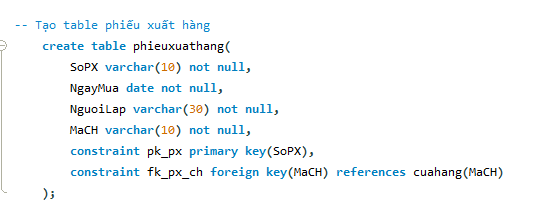 -- Tạo table phiếu xuất hàng
create table phieuxuathang(
SoPX varchar(10) not null,
NgayMua date not null,
NguoiLap varchar(30) not null,
MaCH varchar(10) not null,
constraint pk_px primary key(SoPX),
constraint fk_px_ch foreign key(MaCH) references cuahang(MaCH)
);